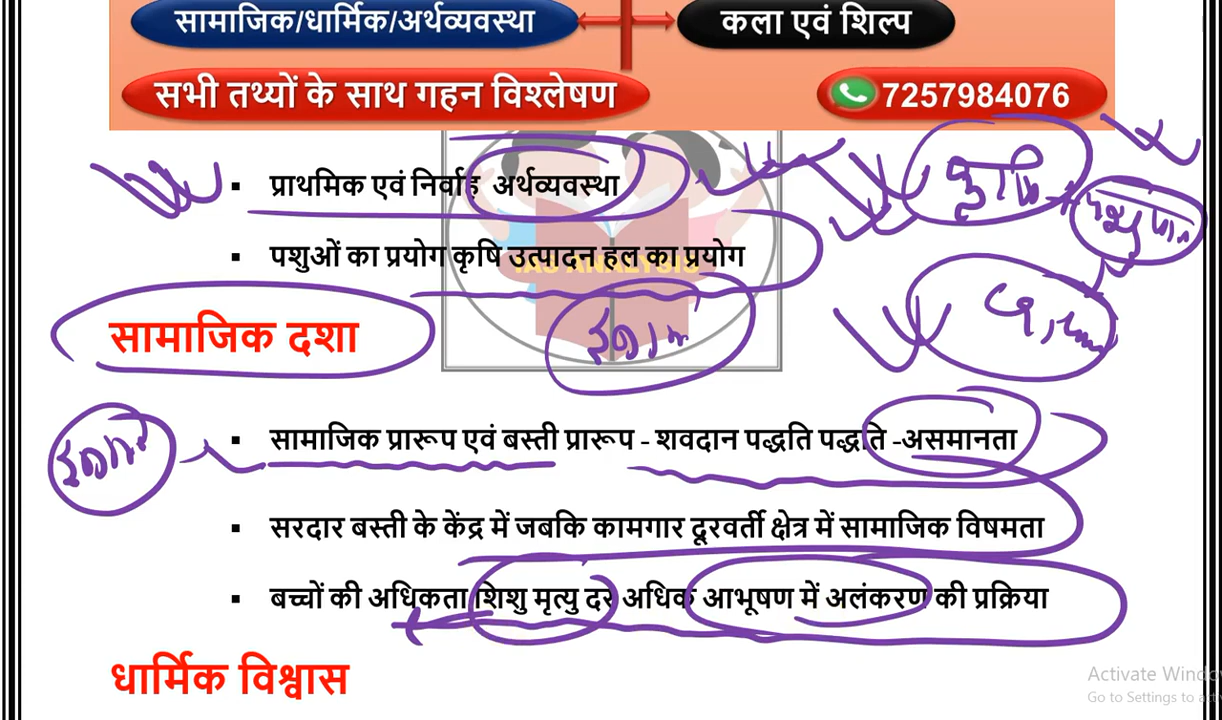 सामाजिक/धार्मिक/अर्थव्यवस्था
कला एवं शिल्प
सभी तथ्यों के साथ गहन विश्लेषण
7257984076
▪ प्राथमिक एवं निर्वाह अर्थव्यवस्था
कृषि
▪ पशुओं का प्रयोग कृषि उत्पादन हल का प्रयोग
सामाजिक दशा
▪ सामाजिक प्रारूप एवं बस्ती प्रारूप - शवदान पद्धति पद्धति -असमानता
▪ सरदार बस्ती के केंद्र में जबकि कामगार दूरवर्ती क्षेत्र में सामाजिक विषमता
▪ बच्चों की अधिकता शिशु मृत्यु दर अधिक आभूषण में अलंकरण की प्रक्रिया
धार्मिक विश्वास
Activate Windo
Go to Settings to acti